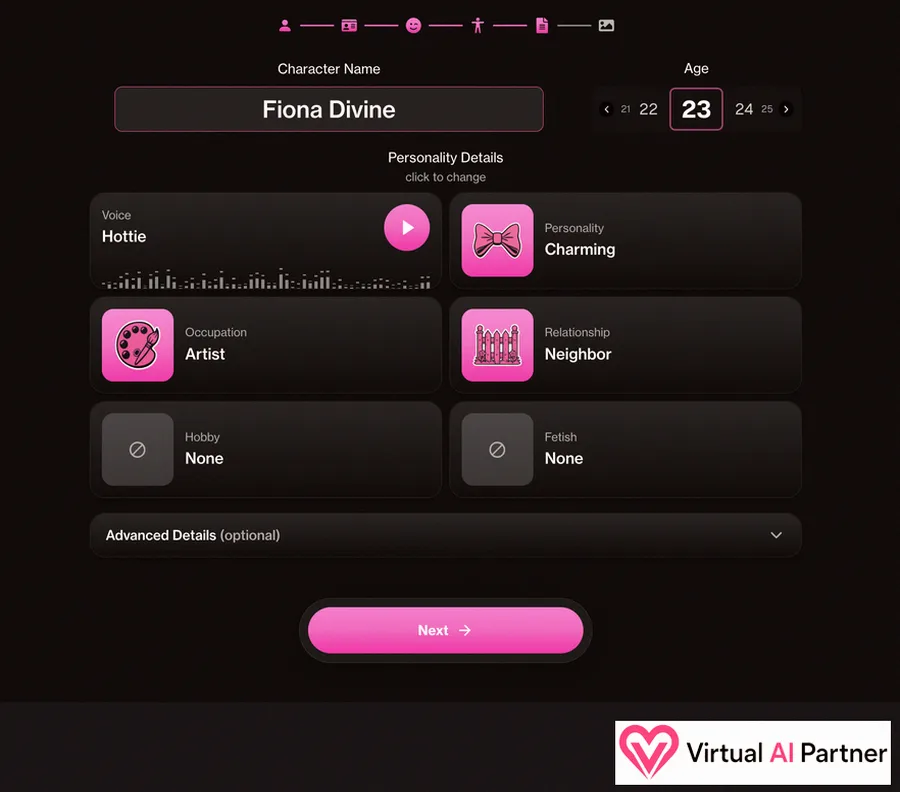 Character Name
Age
Fiona Divine
21 22 23 24 25
Personality Details
click to change
Voice
Hottie
Personality
Charming
Occupation
Artist
Relationship
Neighbor
Hobby
None
Fetish
None
Advanced Details (optional)
Next
Virtual AI Partner